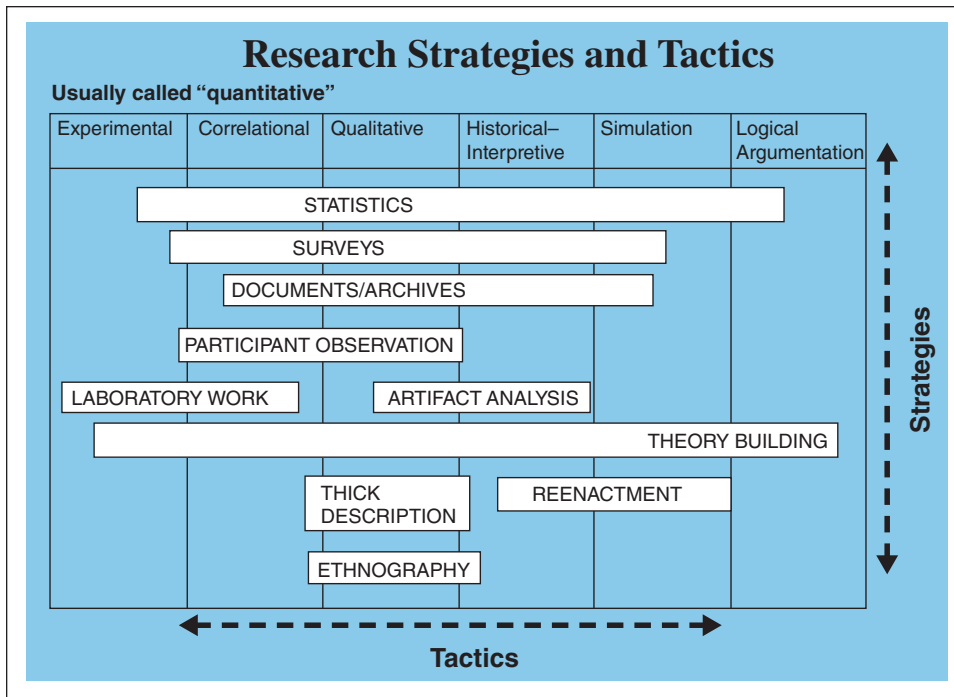 Research Strategies and Tactics
Usually called “quantitative”
Experimental
Correlational
Qualitative
Historical–
Interpretive
Simulation
Logical
Argumentation
STATISTICS
SURVEYS
DOCUMENTS/ARCHIVES
PARTICIPANT OBSERVATION
LABORATORY WORK
ARTIFACT ANALYSIS
THEORY BUILDING
THICK
DESCRIPTION
REENACTMENT
ETHNOGRAPHY
Strategies
Tactics